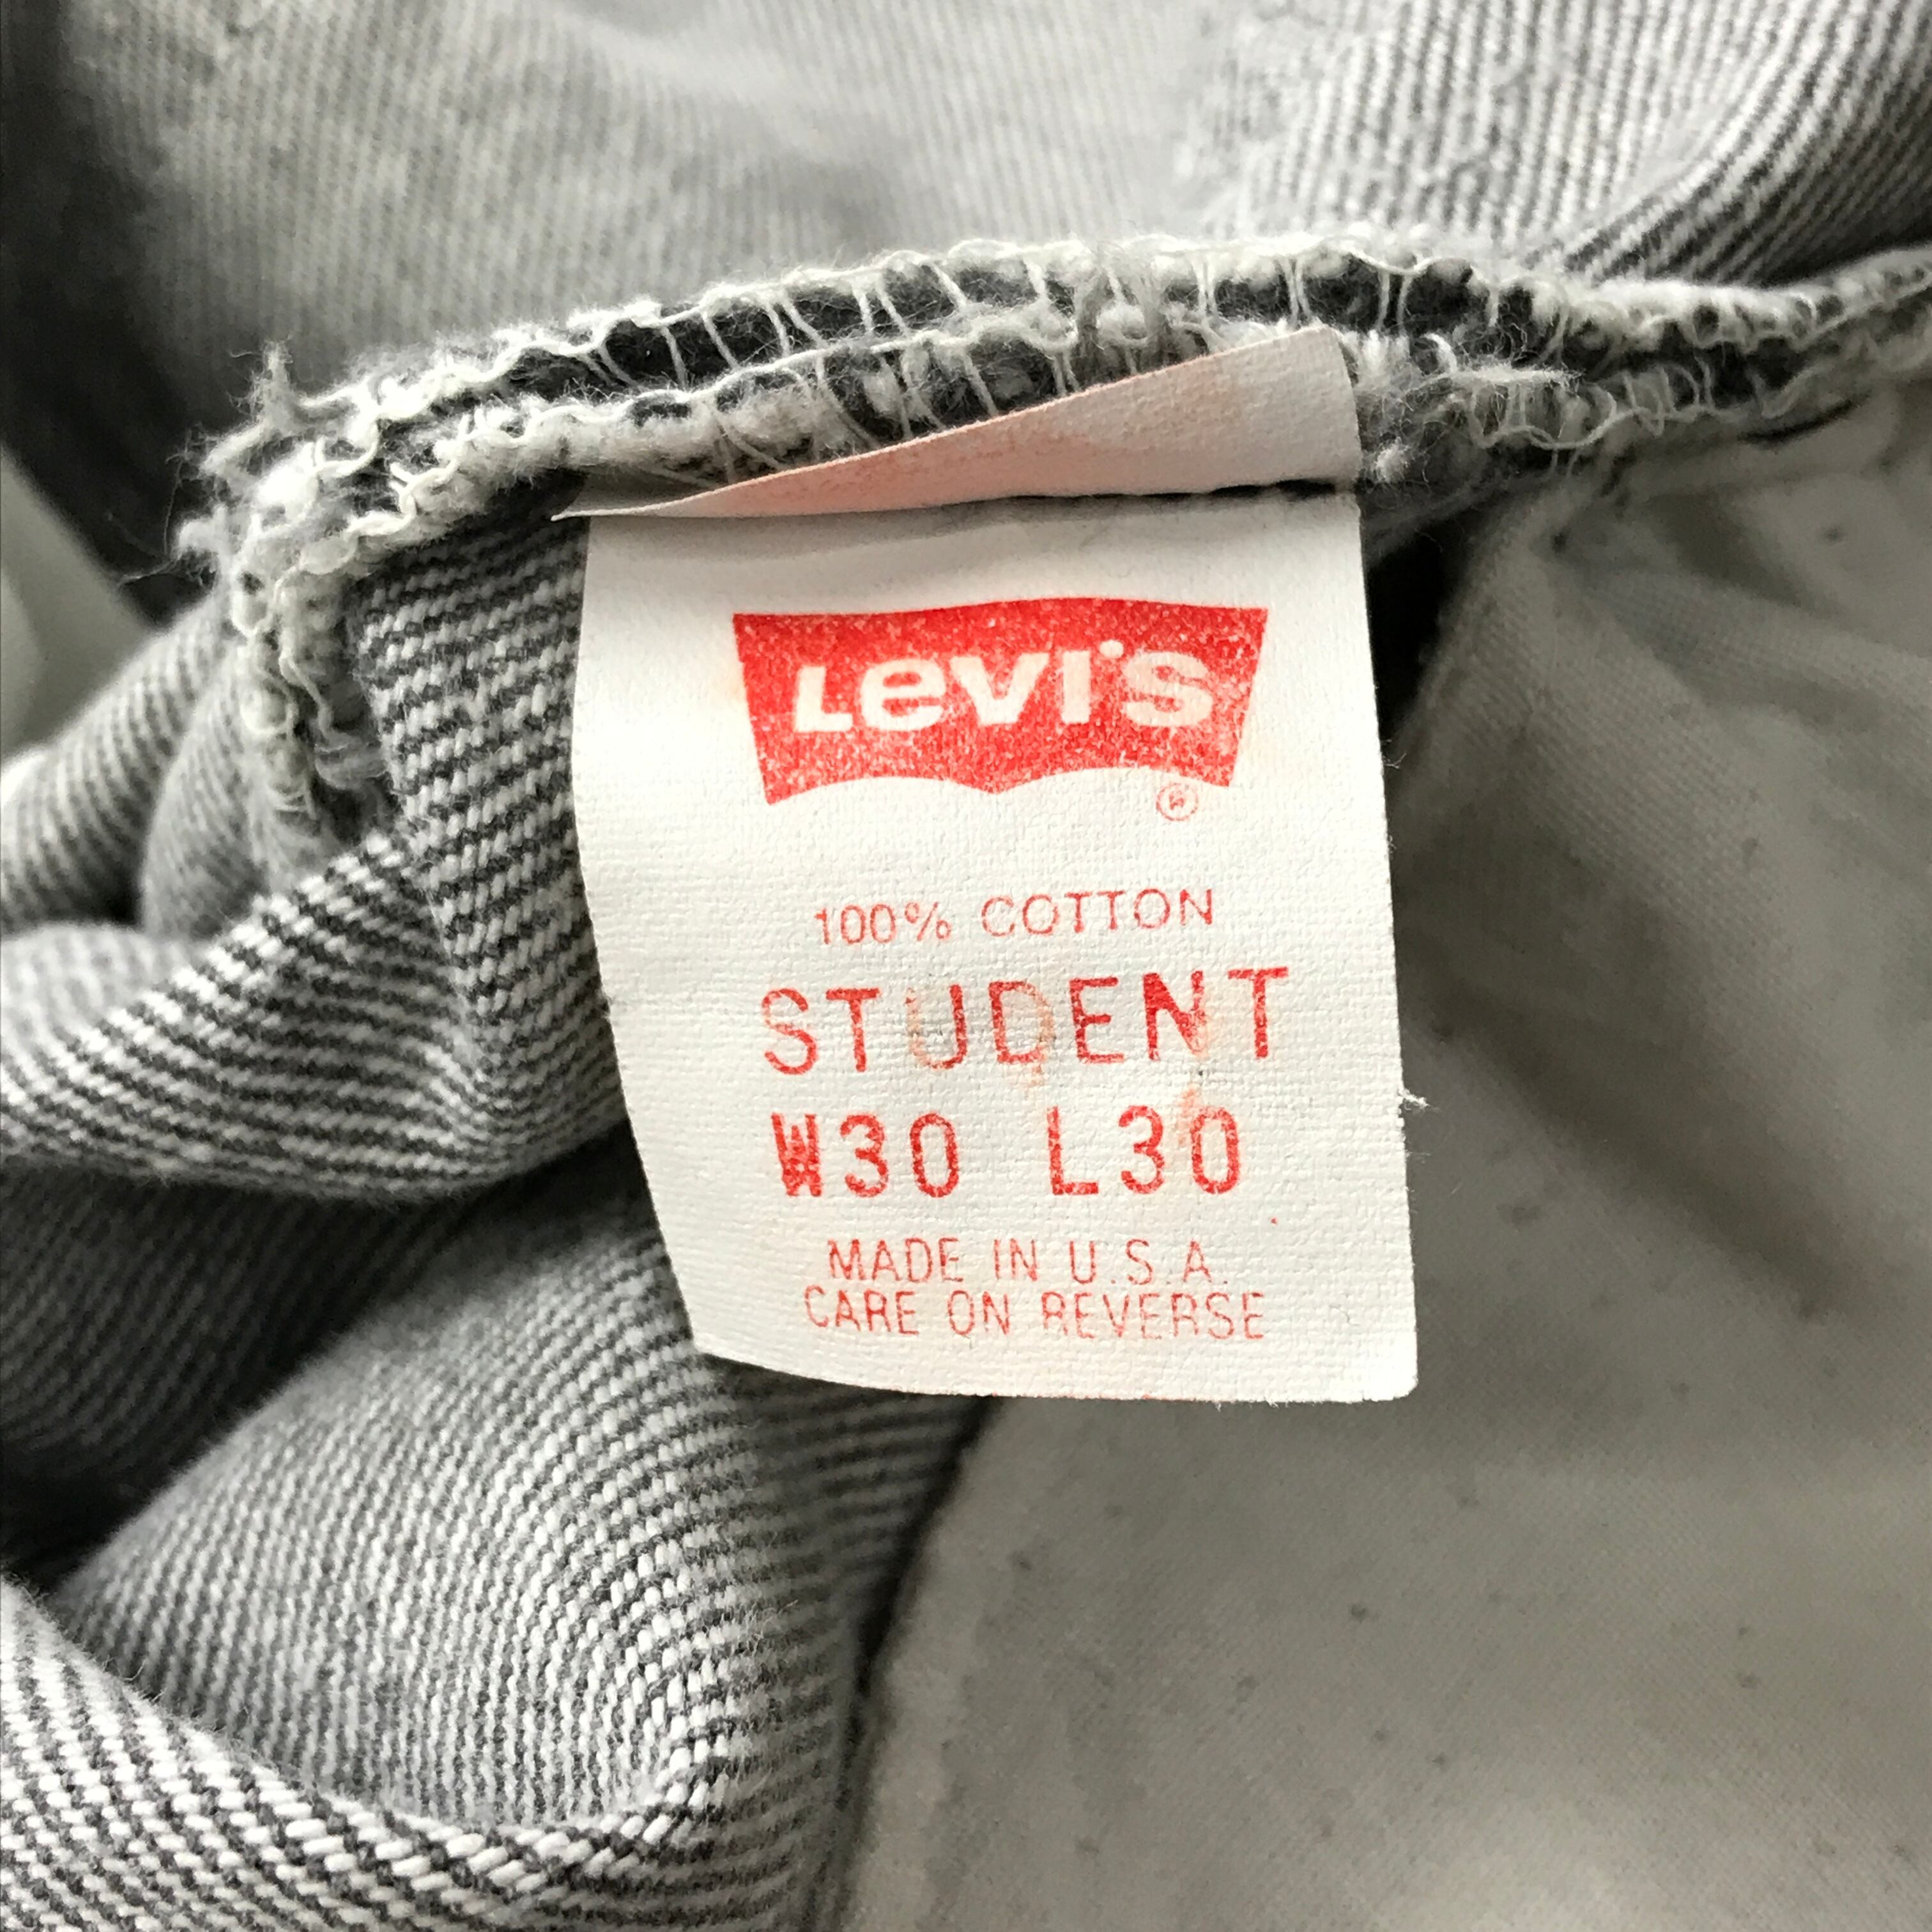 Levi's
®
100% COTTON
STUDENT
W30 L30
MADE IN U.S.A.
CARE ON REVERSE